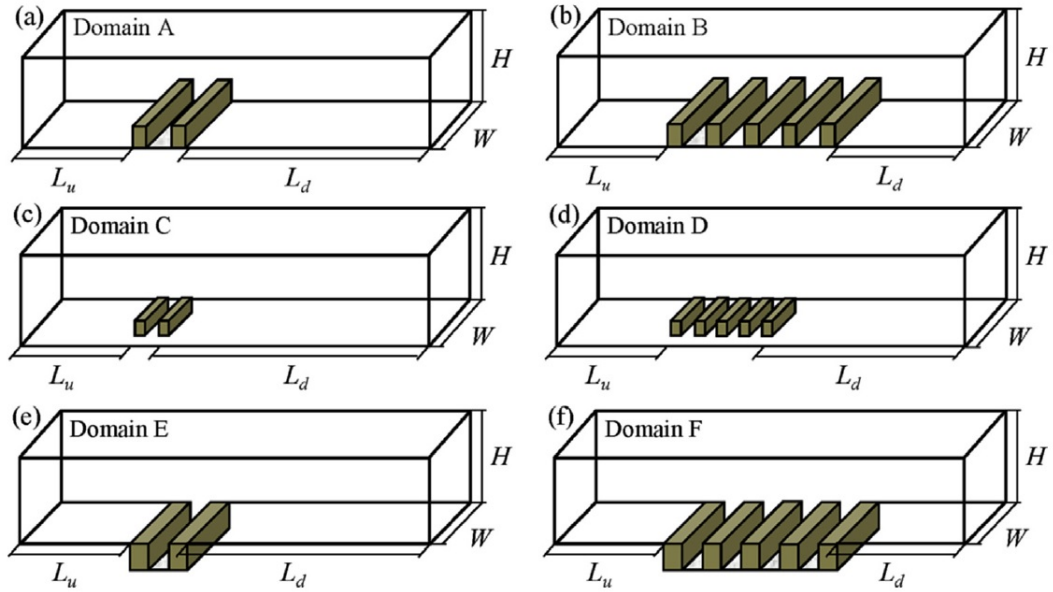 (a)
Domain A
H
W
L_u
L_d
(b)
Domain B
H
W
L_u
L_d
(c)
Domain C
H
W
L_u
L_d
(d)
Domain D
H
W
L_u
L_d
(e)
Domain E
H
W
L_u
L_d
(f)
Domain F
H
W
L_u
L_d